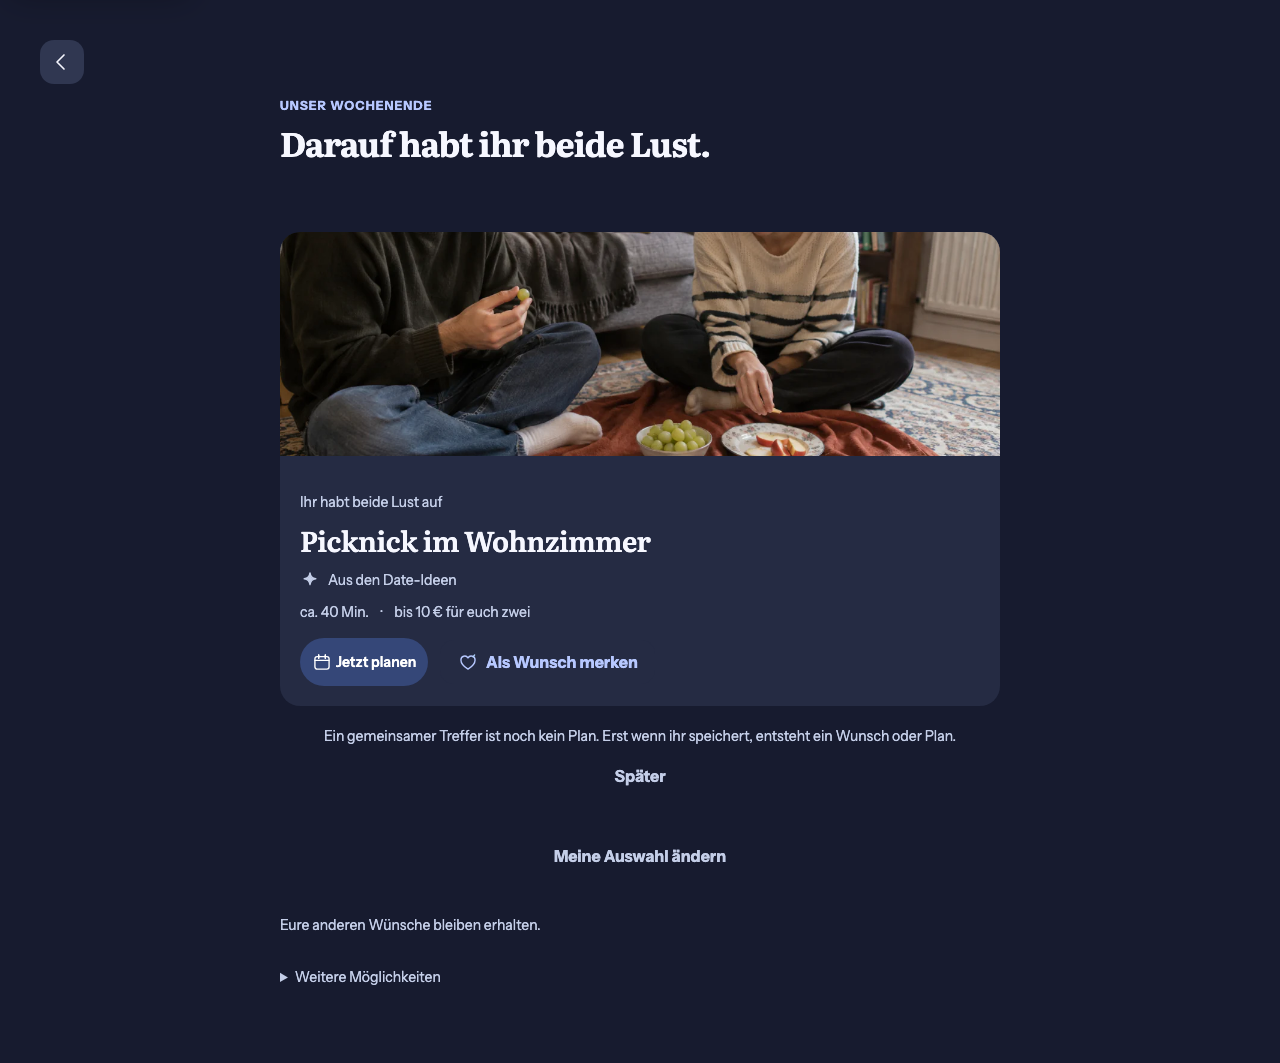 UNSER WOCHENENDE
Darauf habt ihr beide Lust.
Ihr habt beide Lust auf
Picknick im Wohnzimmer
Aus den Date-Ideen
ca. 40 Min. · bis 10 € für euch zwei
Jetzt planen
Als Wunsch merken
Ein gemeinsamer Treffer ist noch kein Plan. Erst wenn ihr speichert, entsteht ein Wunsch oder Plan.
Später
Meine Auswahl ändern
Eure anderen Wünsche bleiben erhalten.
Weitere Möglichkeiten